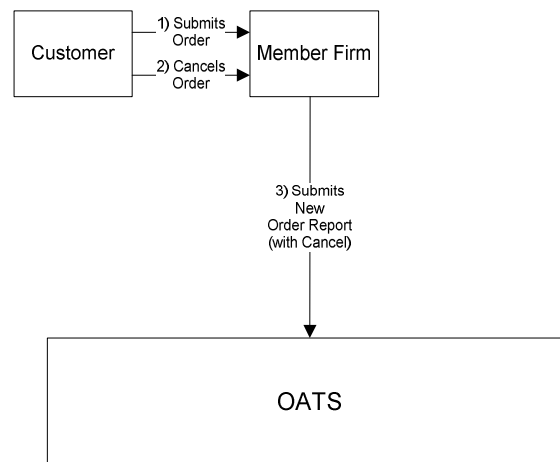 Customer
1) Submits
Order
2) Cancels
Order
Member Firm
3) Submits
New
Order Report
(with Cancel)
OATS